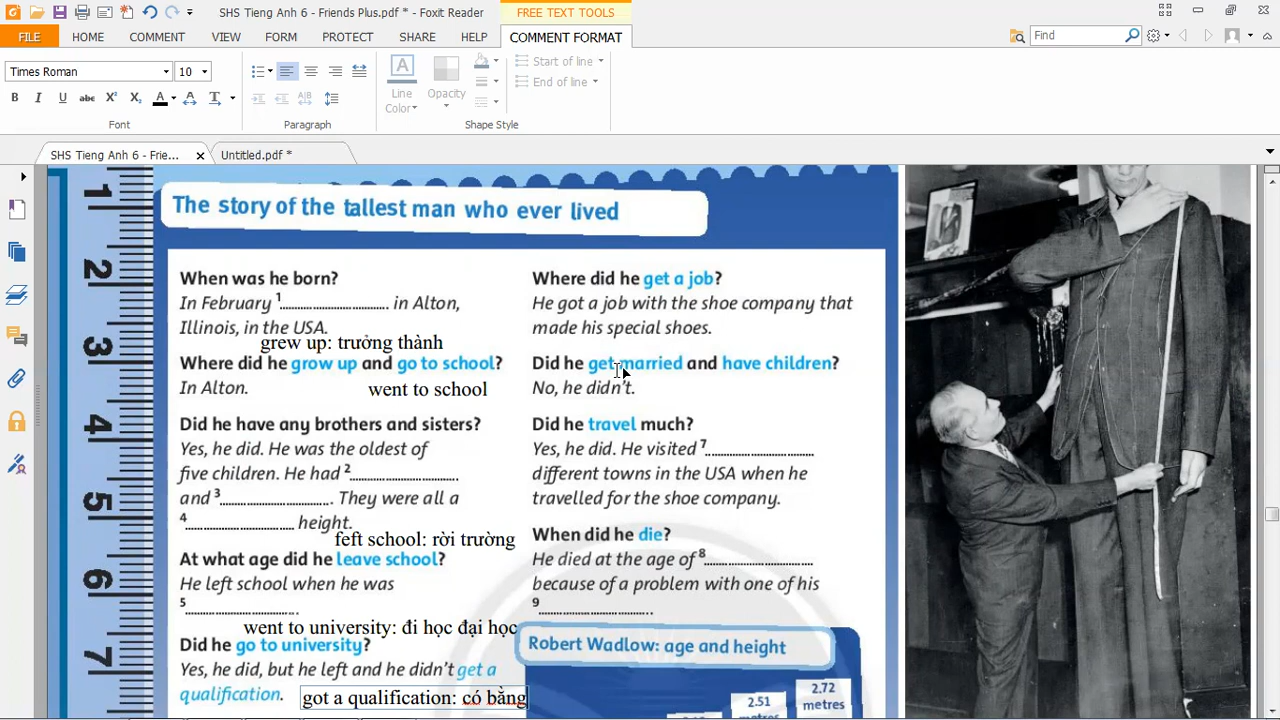 SHS Tieng Anh 6 - Friends Plus.pdf * - Foxit Reader
FREE TEXT TOOLS
FILE HOME COMMENT VIEW FORM PROTECT SHARE HELP COMMENT FORMAT
Find
Times Roman 10
Line Color
Opacity
Start of line
End of line
Font
Paragraph
Shape Style
SHS Tieng Anh 6 - Frie... Untitled.pdf *
1
2
3
4
5
6
7
The story of the tallest man who ever lived
When was he born?
In February 1.......................... in Alton,
Illinois, in the USA.
grew up: trưởng thành
Where did he grow up and go to school?
In Alton.
went to school
Did he have any brothers and sisters?
Yes, he did. He was the oldest of
five children. He had 2..........................
and 3.......................... . They were all a
4.......................... height.
feft school: rời trường
At what age did he leave school?
He left school when he was
5.......................... .
went to university: đi học đại học
Did he go to university?
Yes, he did, but he left and he didn't get a
qualification.
got a qualification: có bằng
Where did he get a job?
He got a job with the shoe company that
made his special shoes.
Did he get married and have children?
No, he didn't.
Did he travel much?
Yes, he did. He visited 7..........................
different towns in the USA when he
travelled for the shoe company.
When did he die?
He died at the age of 8..........................
because of a problem with one of his
9.......................... .
Robert Wadlow: age and height
2.72
metres
2.51
metres